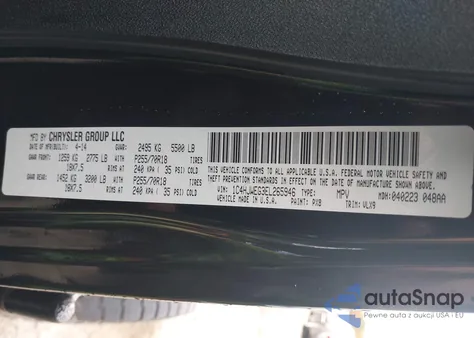 MFD BY CHRYSLER GROUP LLC
DATE OF MFR/BUILT: 4-14 GVWR: 2495 KG 5500 LB
GAWR FRONT: 1259 KG 2775 LB WITH P255/70R18 TIRES
18X7.5 RIMS AT 240 KPA ( 35 PSI) COLD
GAWR REAR: 1452 KG 3200 LB WITH P255/70R18 TIRES
18X7.5 RIMS AT 240 KPA ( 35 PSI) COLD
THIS VEHICLE CONFORMS TO ALL APPLICABLE U.S.A. FEDERAL MOTOR VEHICLE SAFETY, BUMPER, AND
THEFT PREVENTION STANDARDS IN EFFECT ON THE DATE OF MANUFACTURE SHOWN ABOVE.
VIN: 1C4HJWEG3EL265946 TYPE: MPV MDH: 040223 048AA
VEHICLE MADE IN U.S.A. PAINT: PX8 TRIM: VLX9
autoSnap
Pewne auta z aukcji USA